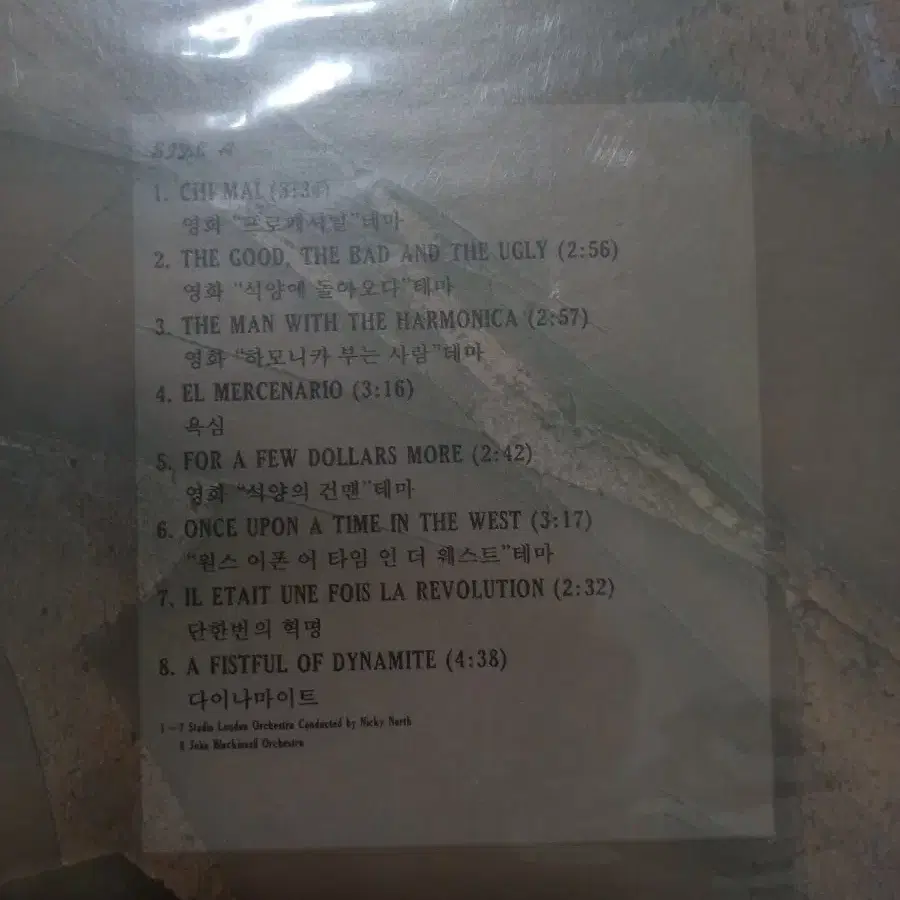 SIDE A
1. CHI MAI (3:34)
영화 "프로페셔널"테마
2. THE GOOD, THE BAD AND THE UGLY (2:56)
영화 "석양에 돌아오다"테마
3. THE MAN WITH THE HARMONICA (2:57)
영화 "하모니카 부는 사람"테마
4. EL MERCENARIO (3:16)
욕심
5. FOR A FEW DOLLARS MORE (2:42)
영화 "석양의 건맨"테마
6. ONCE UPON A TIME IN THE WEST (3:17)
"원스 어폰 어 타임 인 더 웨스트"테마
7. IL ETAIT UNE FOIS LA REVOLUTION (2:32)
단한번의 혁명
8. A FISTFUL OF DYNAMITE (4:38)
다이나마이트
1-7 Studio London Orchestra Conducted by Nicky North
8 John Blackinsell Orchestra